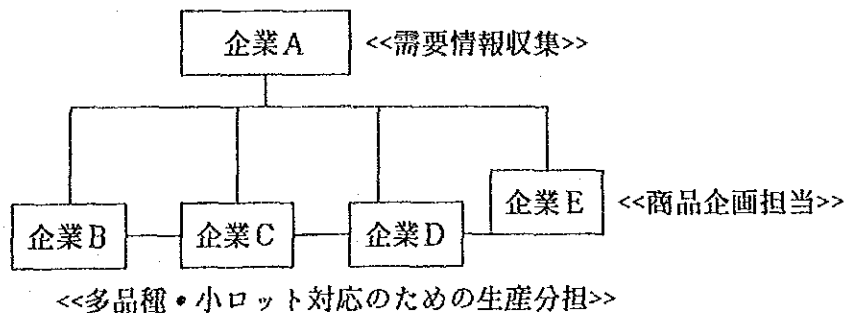 企業A <<需要情報収集>>
企業E <<商品企画担当>>
企業B 企業C 企業D
<<多品種・小ロット対応のための生産分担>>